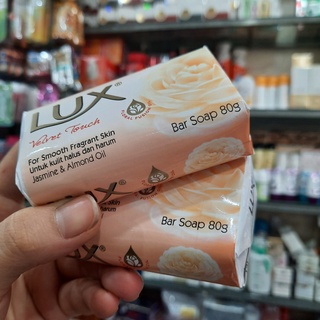 LUX
Velvet Touch
For Smooth Fragrant Skin
Untuk kulit halus dan harum
Jasmine & Almond Oil
Bar Soap 80g
LUX
Bar Soap 80g